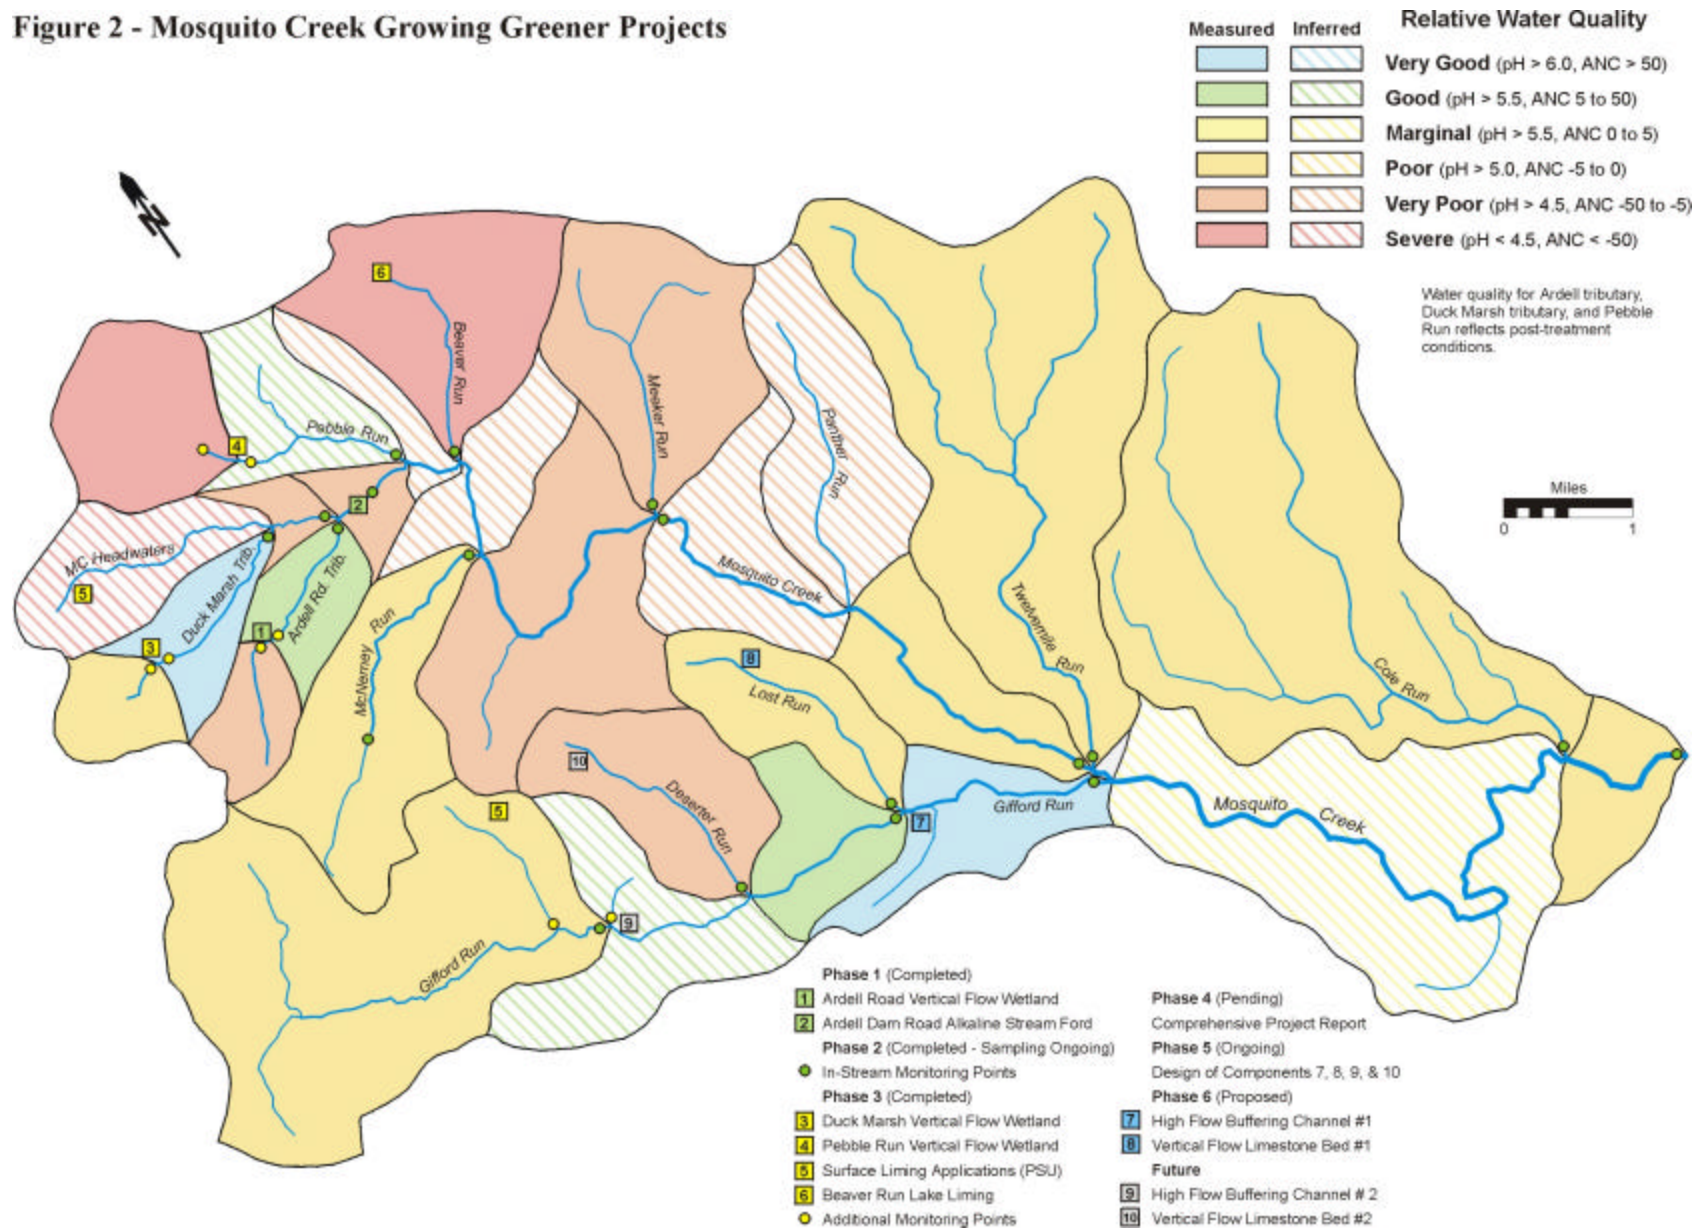 Figure 2 - Mosquito Creek Growing Greener Projects
Relative Water Quality
Measured Inferred
Very Good (pH > 6.0, ANC > 50)
Good (pH > 5.5, ANC 5 to 50)
Marginal (pH > 5.5, ANC 0 to 5)
Poor (pH > 5.0, ANC -5 to 0)
Very Poor (pH > 4.5, ANC -50 to -5)
Severe (pH < 4.5, ANC < -50)
Water quality for Ardell tributary,
Duck Marsh tributary, and Pebble
Run reflects post-treatment
conditions.
N
Miles
0 1
6
Beaver Run
Pebble Run
4
Meeker Run
Panther Run
2
MC Headwaters
5
Duck Marsh Trib.
Ardell Rd. Trib.
1
3
McNerney Run
Mosquito Creek
Twelvemile Run
Cole Run
8
Lost Run
10
Deserter Run
5
7
Gifford Run
Mosquito Creek
9
Gifford Run
Phase 1 (Completed)
1 Ardell Road Vertical Flow Wetland
2 Ardell Dam Road Alkaline Stream Ford
Phase 2 (Completed - Sampling Ongoing)
In-Stream Monitoring Points
Phase 3 (Completed)
3 Duck Marsh Vertical Flow Wetland
4 Pebble Run Vertical Flow Wetland
5 Surface Liming Applications (PSU)
6 Beaver Run Lake Liming
Additional Monitoring Points
Phase 4 (Pending)
Comprehensive Project Report
Phase 5 (Ongoing)
Design of Components 7, 8, 9, & 10
Phase 6 (Proposed)
7 High Flow Buffering Channel #1
8 Vertical Flow Limestone Bed #1
Future
9 High Flow Buffering Channel # 2
10 Vertical Flow Limestone Bed #2